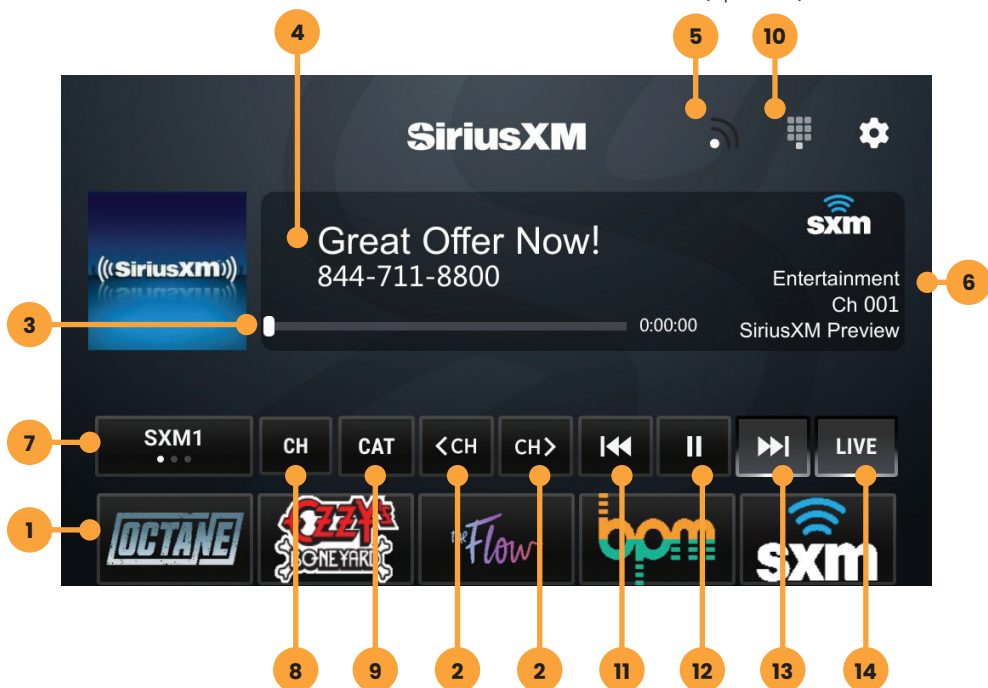 4
5
10
SiriusXM
((SiriusXM))
Great Offer Now!
844-711-8800
sxm
Entertainment
Ch 001
SiriusXM Preview
6
3
0:00:00
7
SXM1
CH
CAT
<CH
CH>
LIVE
1
OCTANE
OZZY'S
BONEYARD
the Flow
bpm
sxm
8
9
2
2
11
12
13
14